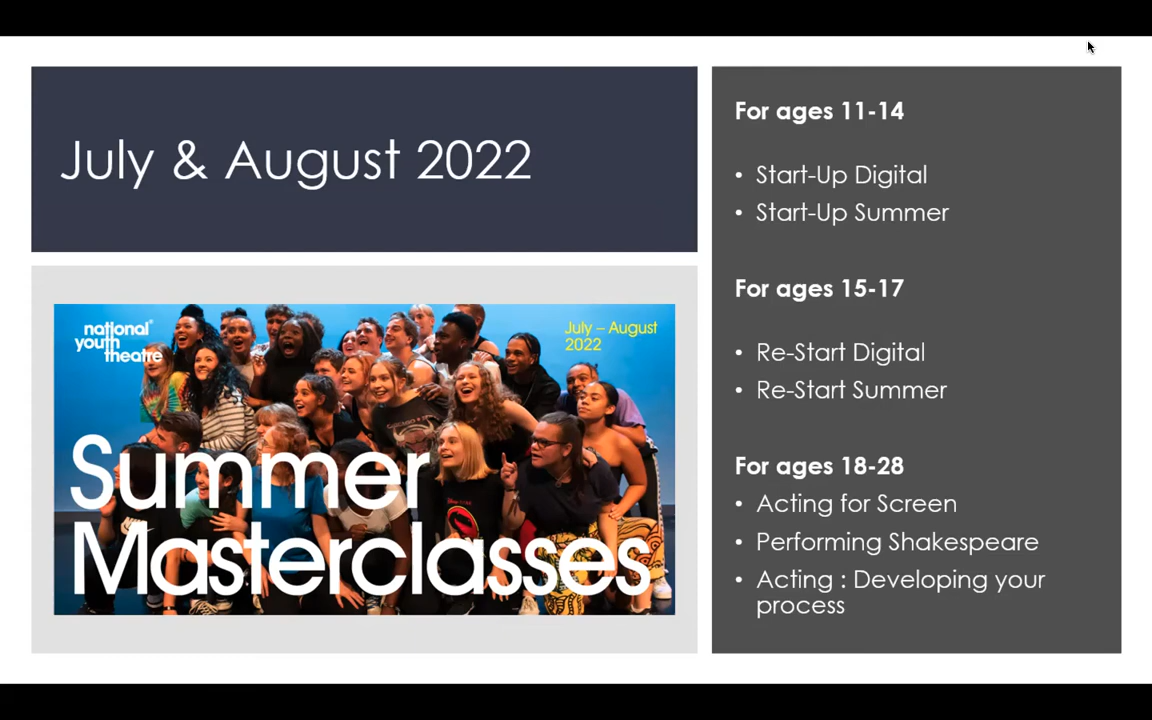 July & August 2022
national
youth
theatre
July – August
2022
Summer
Masterclasses
For ages 11-14
• Start-Up Digital
• Start-Up Summer
For ages 15-17
• Re-Start Digital
• Re-Start Summer
For ages 18-28
• Acting for Screen
• Performing Shakespeare
• Acting : Developing your
process